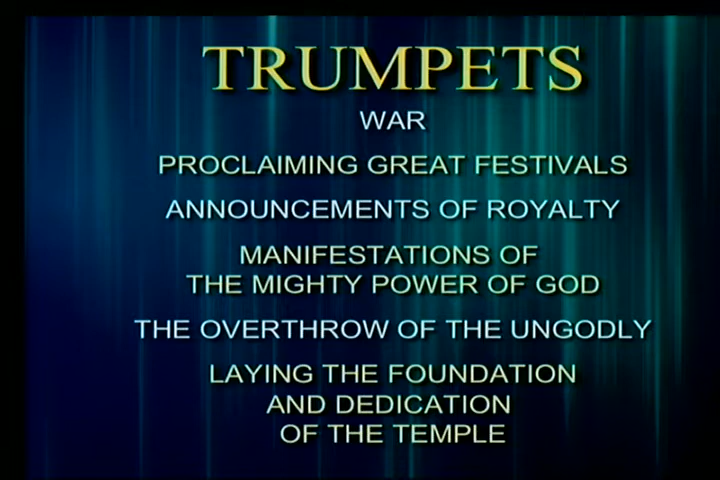 TRUMPETS
WAR
PROCLAIMING GREAT FESTIVALS
ANNOUNCEMENTS OF ROYALTY
MANIFESTATIONS OF
THE MIGHTY POWER OF GOD
THE OVERTHROW OF THE UNGODLY
LAYING THE FOUNDATION
AND DEDICATION
OF THE TEMPLE